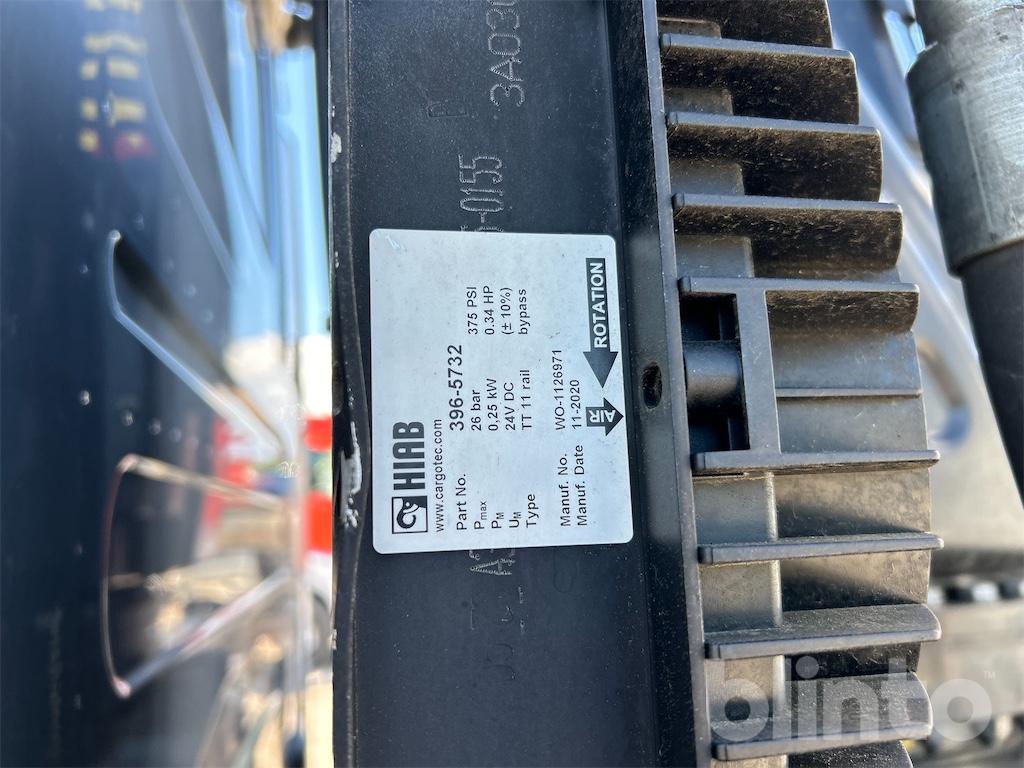 HIAB
www.cargotec.com
Part No. 396-5732
Pmax 26 bar 375 PSI
PM 0,25 kW 0.34 HP
UM 24V DC (± 10%)
Type TT 11 rail bypass
Manuf. No. WO-1126971
Manuf. Date 11-2020
AIR ROTATION
-0155
3A030
blinto™